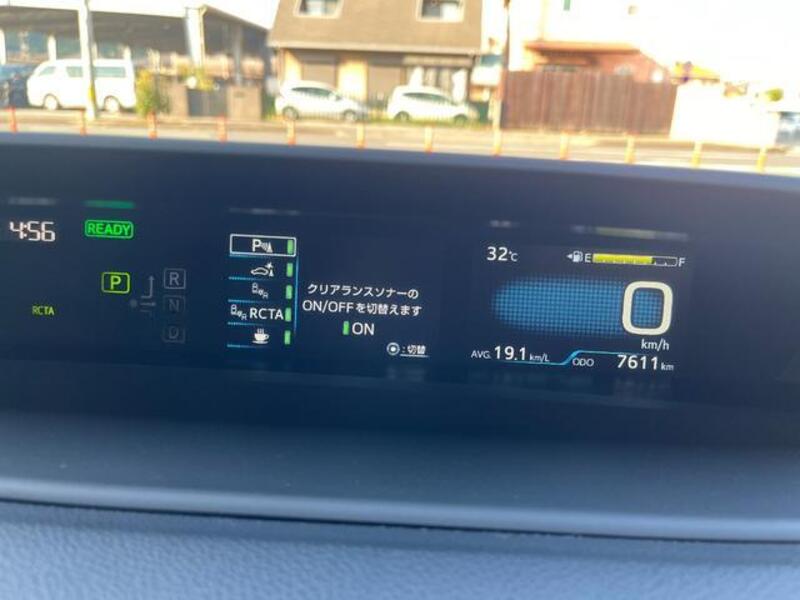 4:56
READY
P
R
N
D
RCTA
P
R
R RCTA
クリアランスソナーの
ON/OFFを切替えます
ON
:切替
32℃
E F
0
km/h
AVG. 19.1 km/L
ODO 7611 km